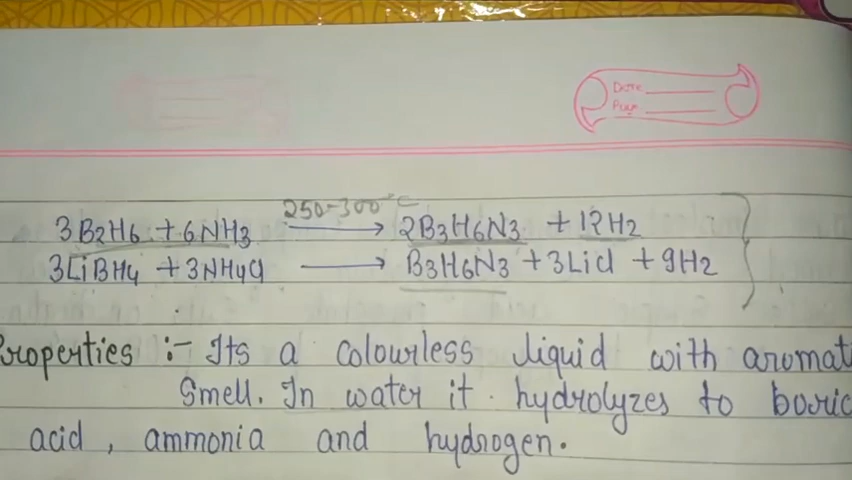 Date
Page
250-300°C
3B2H6 + 6NH3 → 2B3H6N3 + 12H2
3LiBH4 + 3NH4Cl → B3H6N3 + 3LiCl + 9H2
roperties :- Its a colourless liquid with aromat
Smell. In water it hydrolyzes to boric
acid, ammonia and hydrogen.